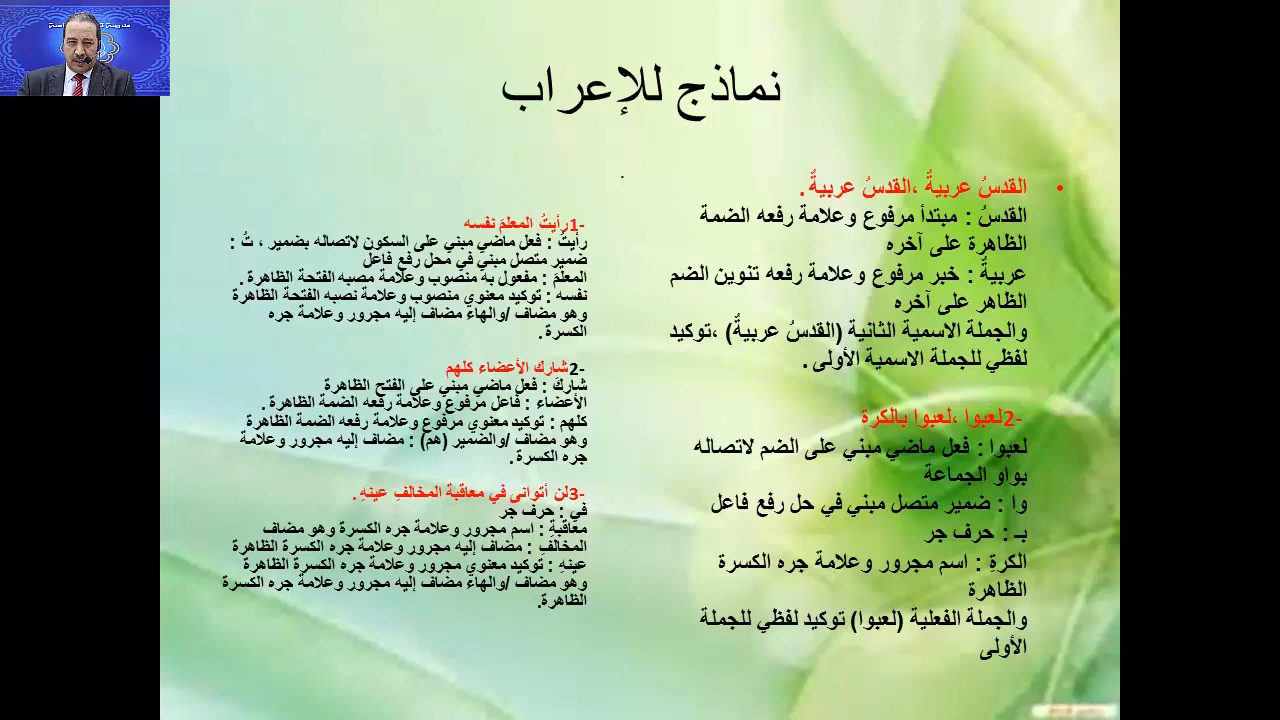 نماذج للإعراب
• القدسُ عربيةٌ ،القدسُ عربيةٌ .
القدسُ : مبتدأ مرفوع وعلامة رفعه الضمة
الظاهرة على آخره
عربيةٌ : خبر مرفوع وعلامة رفعه تنوين الضم
الظاهر على آخره
والجملة الاسمية الثانية (القدسُ عربيةٌ) ،توكيد
لفظي للجملة الاسمية الأولى .
-2لعبوا ،لعبوا بالكرة
لعبوا : فعل ماضي مبني على الضم لاتصاله
بواو الجماعة
وا : ضمير متصل مبني في حل رفع فاعل
بـ : حرف جر
الكرةِ : اسم مجرور وعلامة جره الكسرة
الظاهرة
والجملة الفعلية (لعبوا) توكيد لفظي للجملة
الأولى
-1رأيتُ المعلمَ نفسه
رأيتُ : فعل ماضي مبني على السكون لاتصاله بضمير ، تُ :
ضمير متصل مبني في محل رفع فاعل
المعلمَ : مفعول به منصوب وعلامة مصبه الفتحة الظاهرة .
نفسه : توكيد معنوي منصوب وعلامة نصبه الفتحة الظاهرة
وهو مضاف /والهاء مضاف إليه مجرور وعلامة جره
الكسرة .
-2شارك الأعضاء كلهم
شاركَ : فعل ماضي مبني على الفتح الظاهرة
الأعضاء : فاعل مرفوع وعلامة رفعه الضمة الظاهرة .
كلهم : توكيد معنوي مرفوع وعلامة رفعه الضمة الظاهرة
وهو مضاف /والضمير (هم) : مضاف إليه مجرور وعلامة
جره الكسرة .
-3لن أتوانى في معاقبة المخالفِ عينهِ .
في : حرف جر
معاقبةِ : اسم مجرور وعلامة جره الكسرة وهو مضاف
المخالفِ : مضاف إليه مجرور وعلامة جره الكسرة الظاهرة
عينهِ : توكيد معنوي مجرور وعلامة جره الكسرة الظاهرة
وهو مضاف /والهاء مضاف إليه مجرور وعلامة جره الكسرة
الظاهرة.